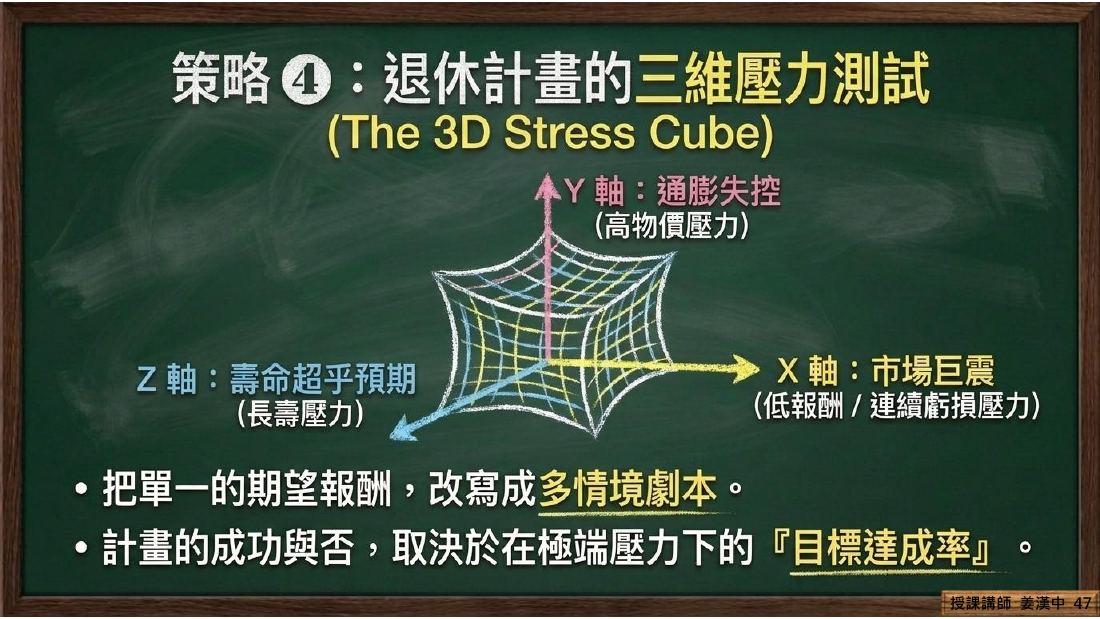 策略❹：退休計畫的三維壓力測試
(The 3D Stress Cube)
Y 軸：通膨失控
(高物價壓力)
Z 軸：壽命超乎預期
(長壽壓力)
X 軸：市場巨震
(低報酬 / 連續虧損壓力)
• 把單一的期望報酬，改寫成多情境劇本。
• 計畫的成功與否，取決於在極端壓力下的『目標達成率』。
授課講師 姜漢中 47